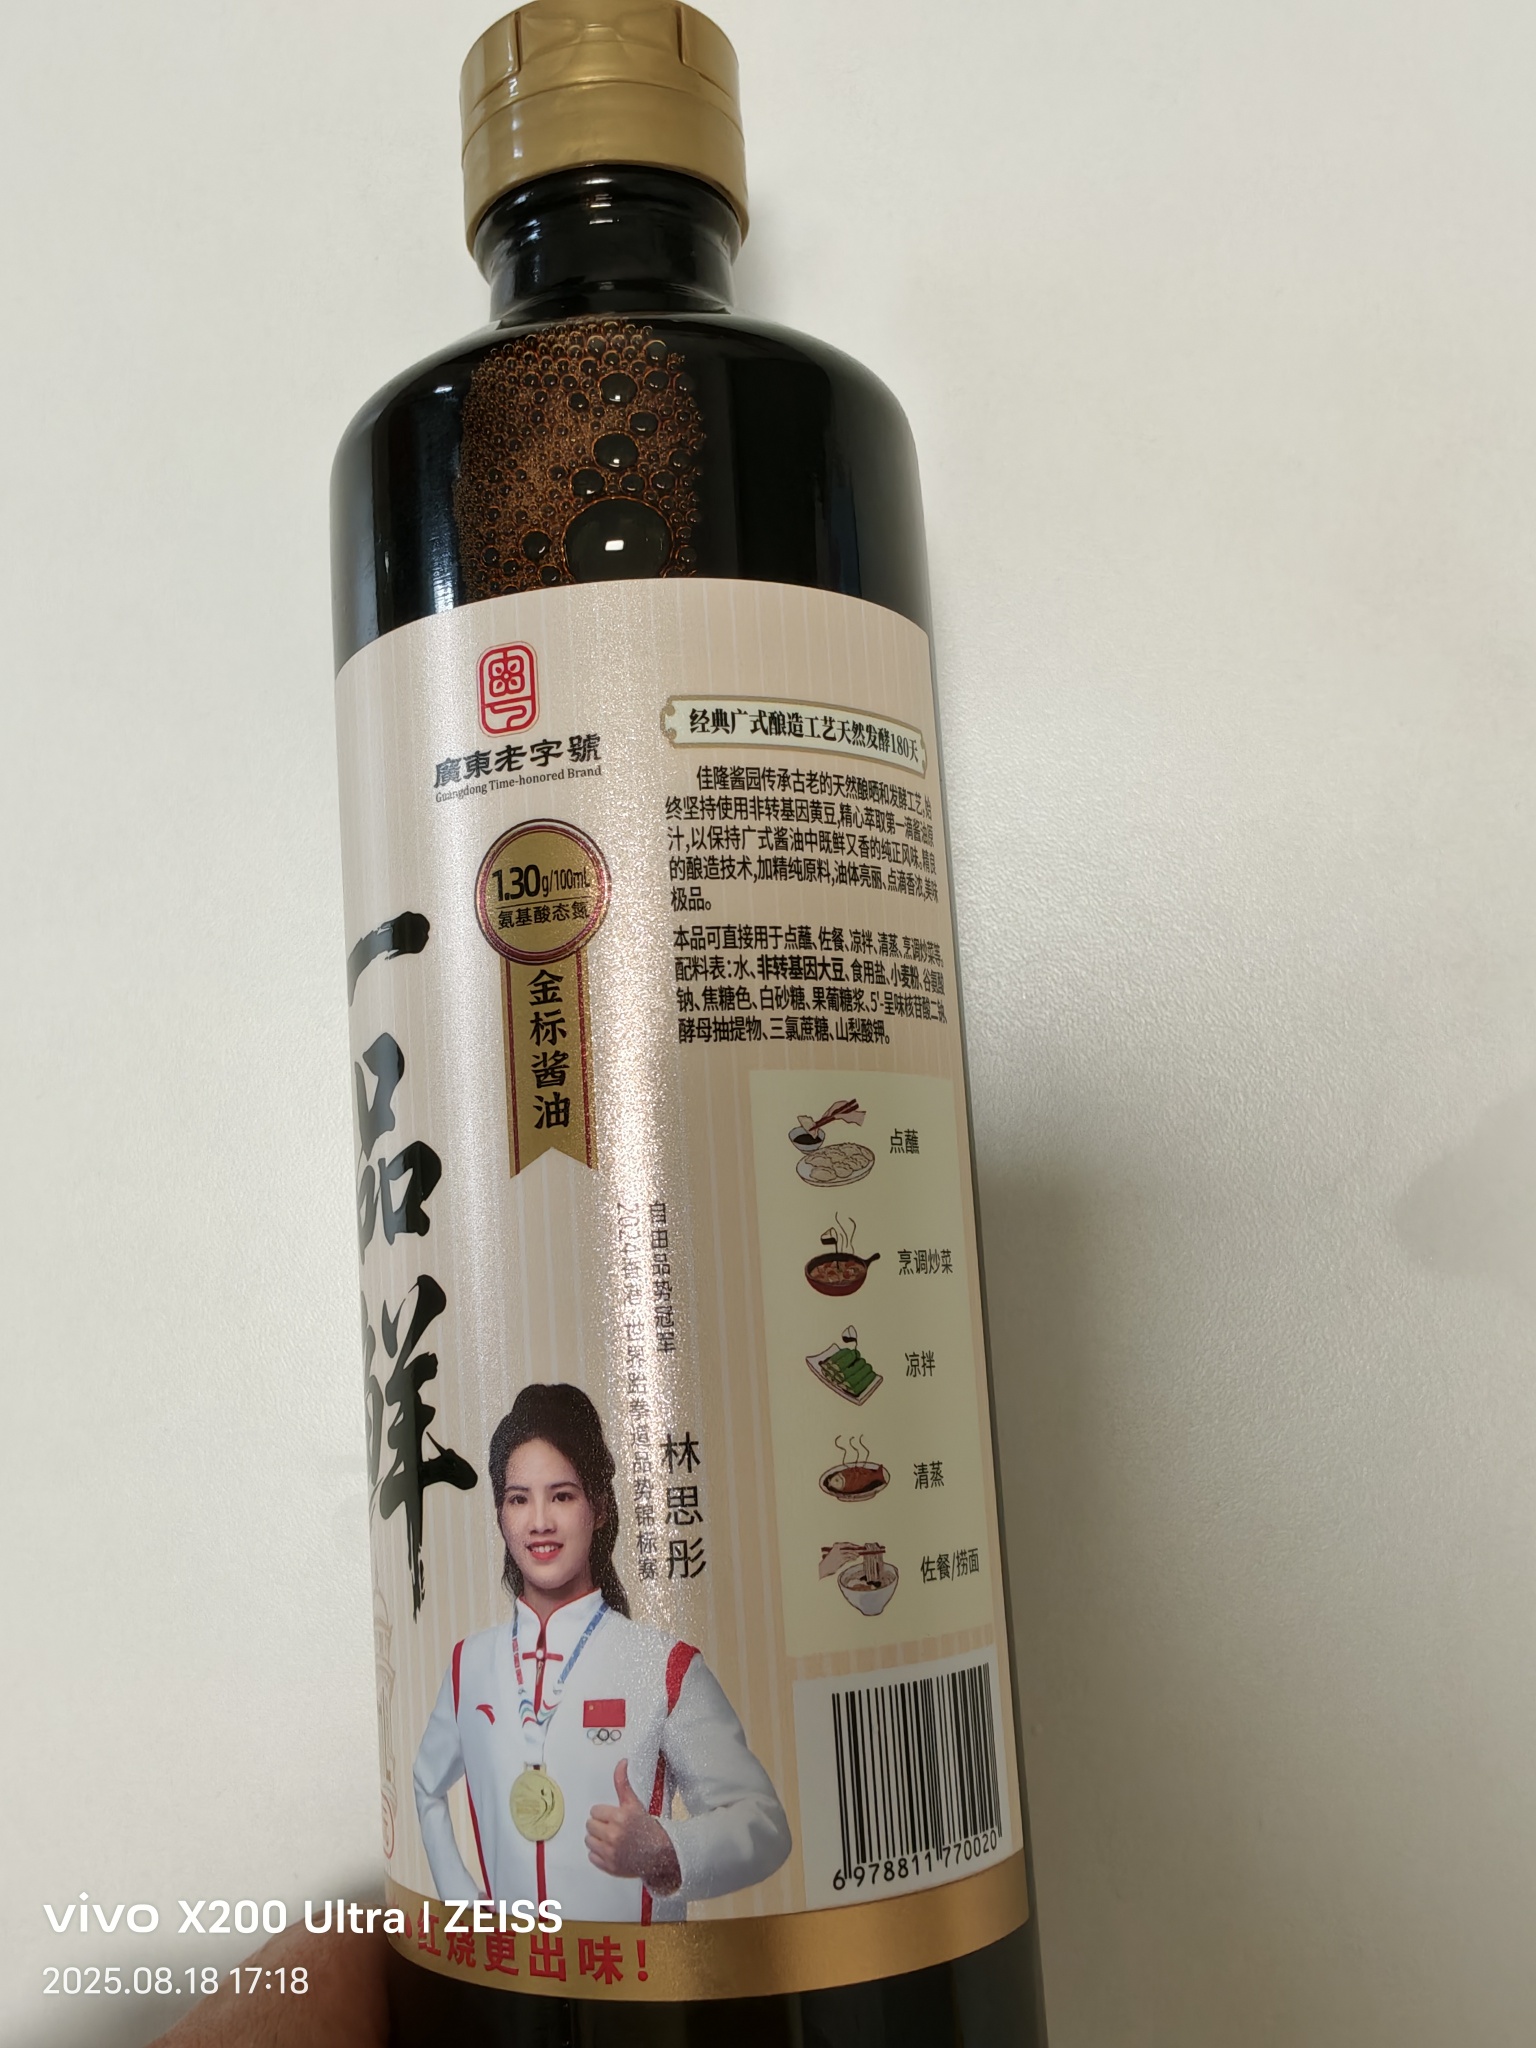 廣東老字號
Guangdong Time-honored Brand
1.30g/100mL
氨基酸态氮
金标酱油
一品鲜
经典广式酿造工艺天然发酵180天
佳隆酱园传承古老的天然酿晒和发酵工艺,始
终坚持使用非转基因黄豆,精心萃取第一滴酱油原
汁,以保持广式酱油中既鲜又香的纯正风味。精良
的酿造技术,加精纯原料,油体亮丽、点滴香浓,美味
极品。
本品可直接用于点蘸、佐餐、凉拌、清蒸、烹调炒菜等。
配料表：水、非转基因大豆、食用盐、小麦粉、谷氨酸
钠、焦糖色、白砂糖、果葡糖浆、5'-呈味核苷酸二钠、
酵母抽提物、三氯蔗糖、山梨酸钾。
点蘸
烹调炒菜
凉拌
清蒸
佐餐/捞面
2024香港·世界跆拳道品势锦标赛
自由品势冠军
林思彤
6 978811 770020
红烧更出味！
vivo X200 Ultra | ZEISS
2025.08.18 17:18